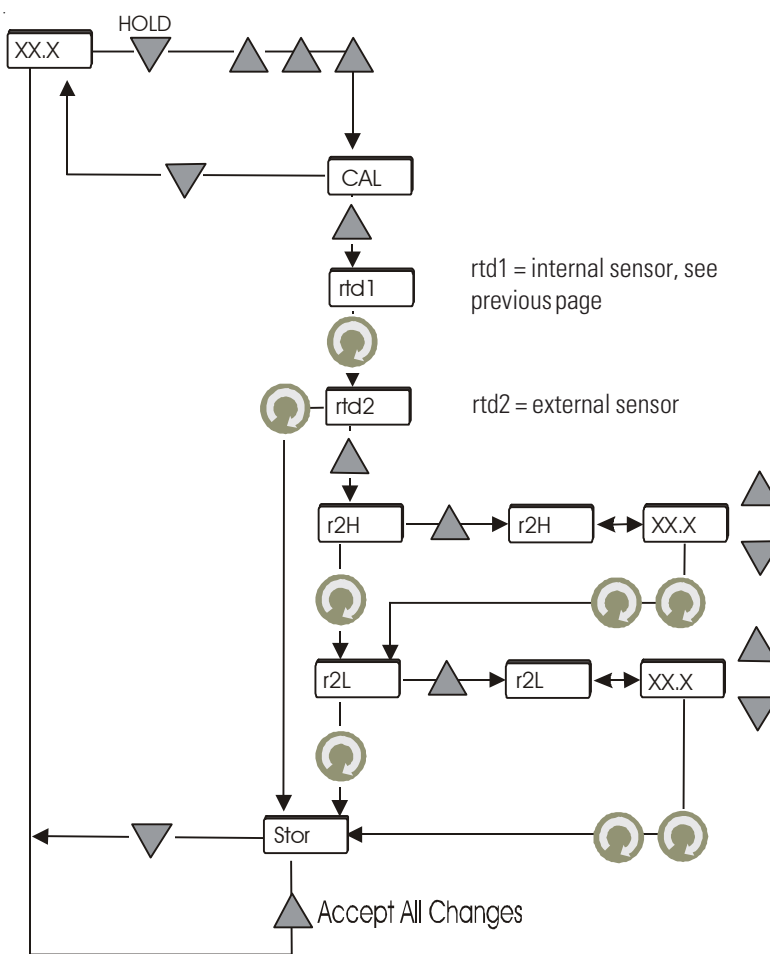 HOLD
XX.X
CAL
rtd1
rtd1 = internal sensor, see
previous page
rtd2
rtd2 = external sensor
r2H
r2H
XX.X
r2L
r2L
XX.X
Stor
Accept All Changes